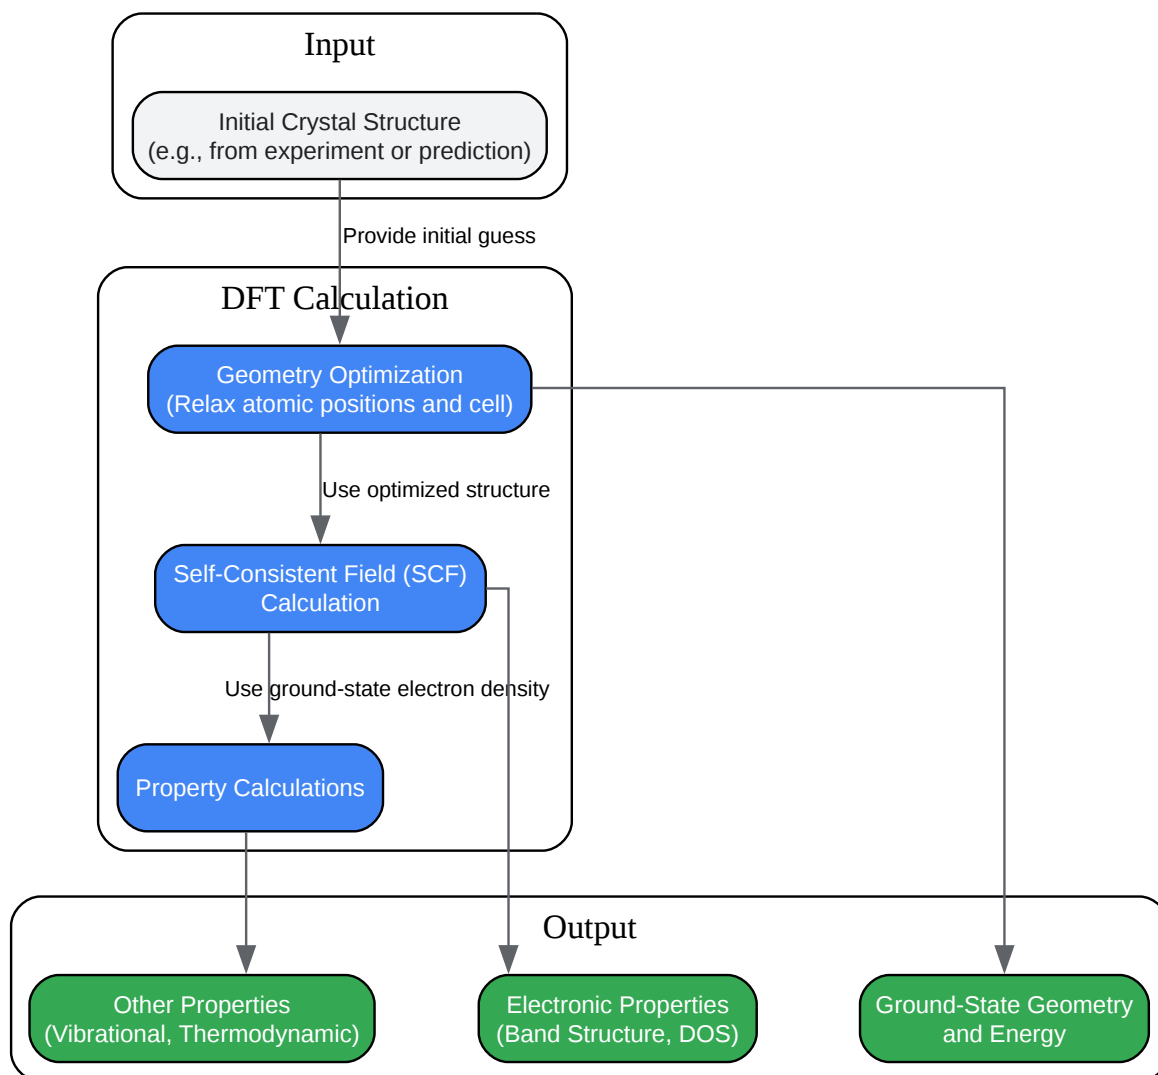 Input
Initial Crystal Structure
(e.g., from experiment or prediction)
Provide initial guess
DFT Calculation
Geometry Optimization
(Relax atomic positions and cell)
Use optimized structure
Self-Consistent Field (SCF)
Calculation
Use ground-state electron density
Property Calculations
Output
Other Properties
(Vibrational, Thermodynamic)
Electronic Properties
(Band Structure, DOS)
Ground-State Geometry
and Energy